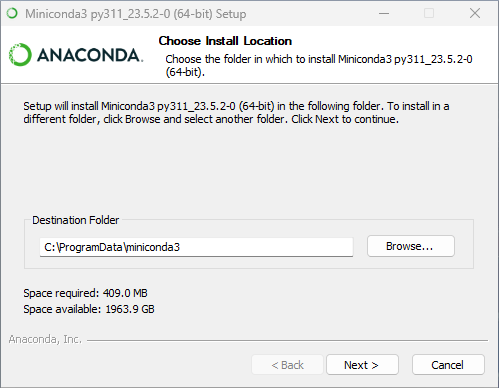 Miniconda3 py311_23.5.2-0 (64-bit) Setup
ANACONDA.
Choose Install Location
Choose the folder in which to install Miniconda3 py311_23.5.2-0
(64-bit).
Setup will install Miniconda3 py311_23.5.2-0 (64-bit) in the following folder. To install in a
different folder, click Browse and select another folder. Click Next to continue.
Destination Folder
C:\ProgramData\miniconda3
Browse...
Space required: 409.0 MB
Space available: 1963.9 GB
Anaconda, Inc.
< Back
Next >
Cancel